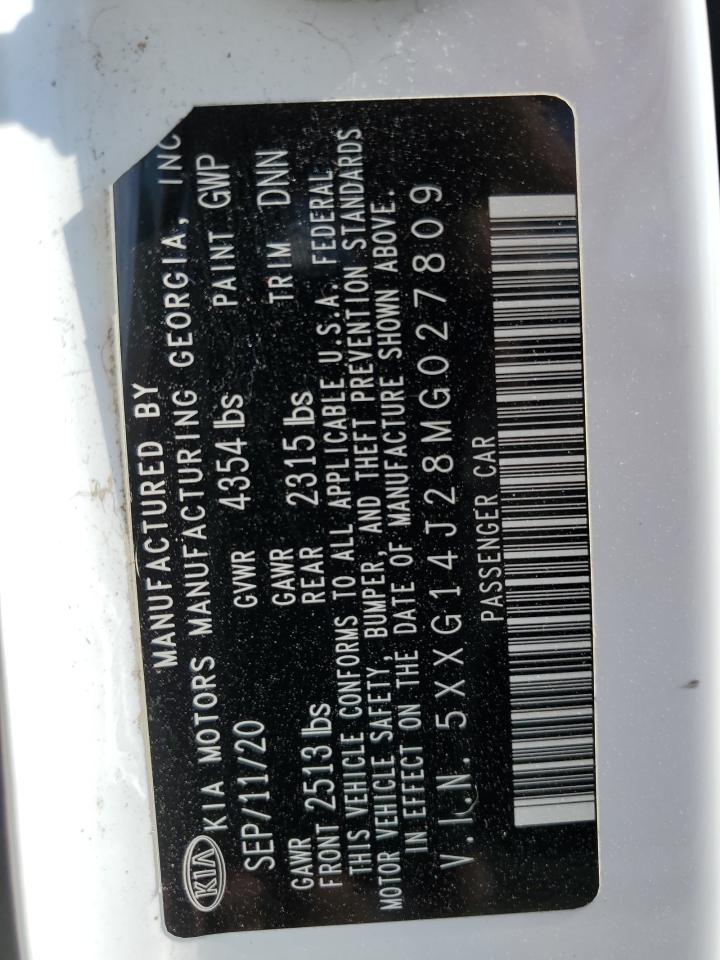 MANUFACTURED BY
KIA KIA MOTORS MANUFACTURING GEORGIA, INC
SEP/11/20 GVWR 4354 lbs PAINT GWP
GAWR FRONT 2513 lbs GAWR REAR 2315 lbs TRIM DNN
THIS VEHICLE CONFORMS TO ALL APPLICABLE U.S.A. FEDERAL
MOTOR VEHICLE SAFETY, BUMPER, AND THEFT PREVENTION STANDARDS
IN EFFECT ON THE DATE OF MANUFACTURE SHOWN ABOVE.
V.I.N. 5XXG14J28MG027809
PASSENGER CAR